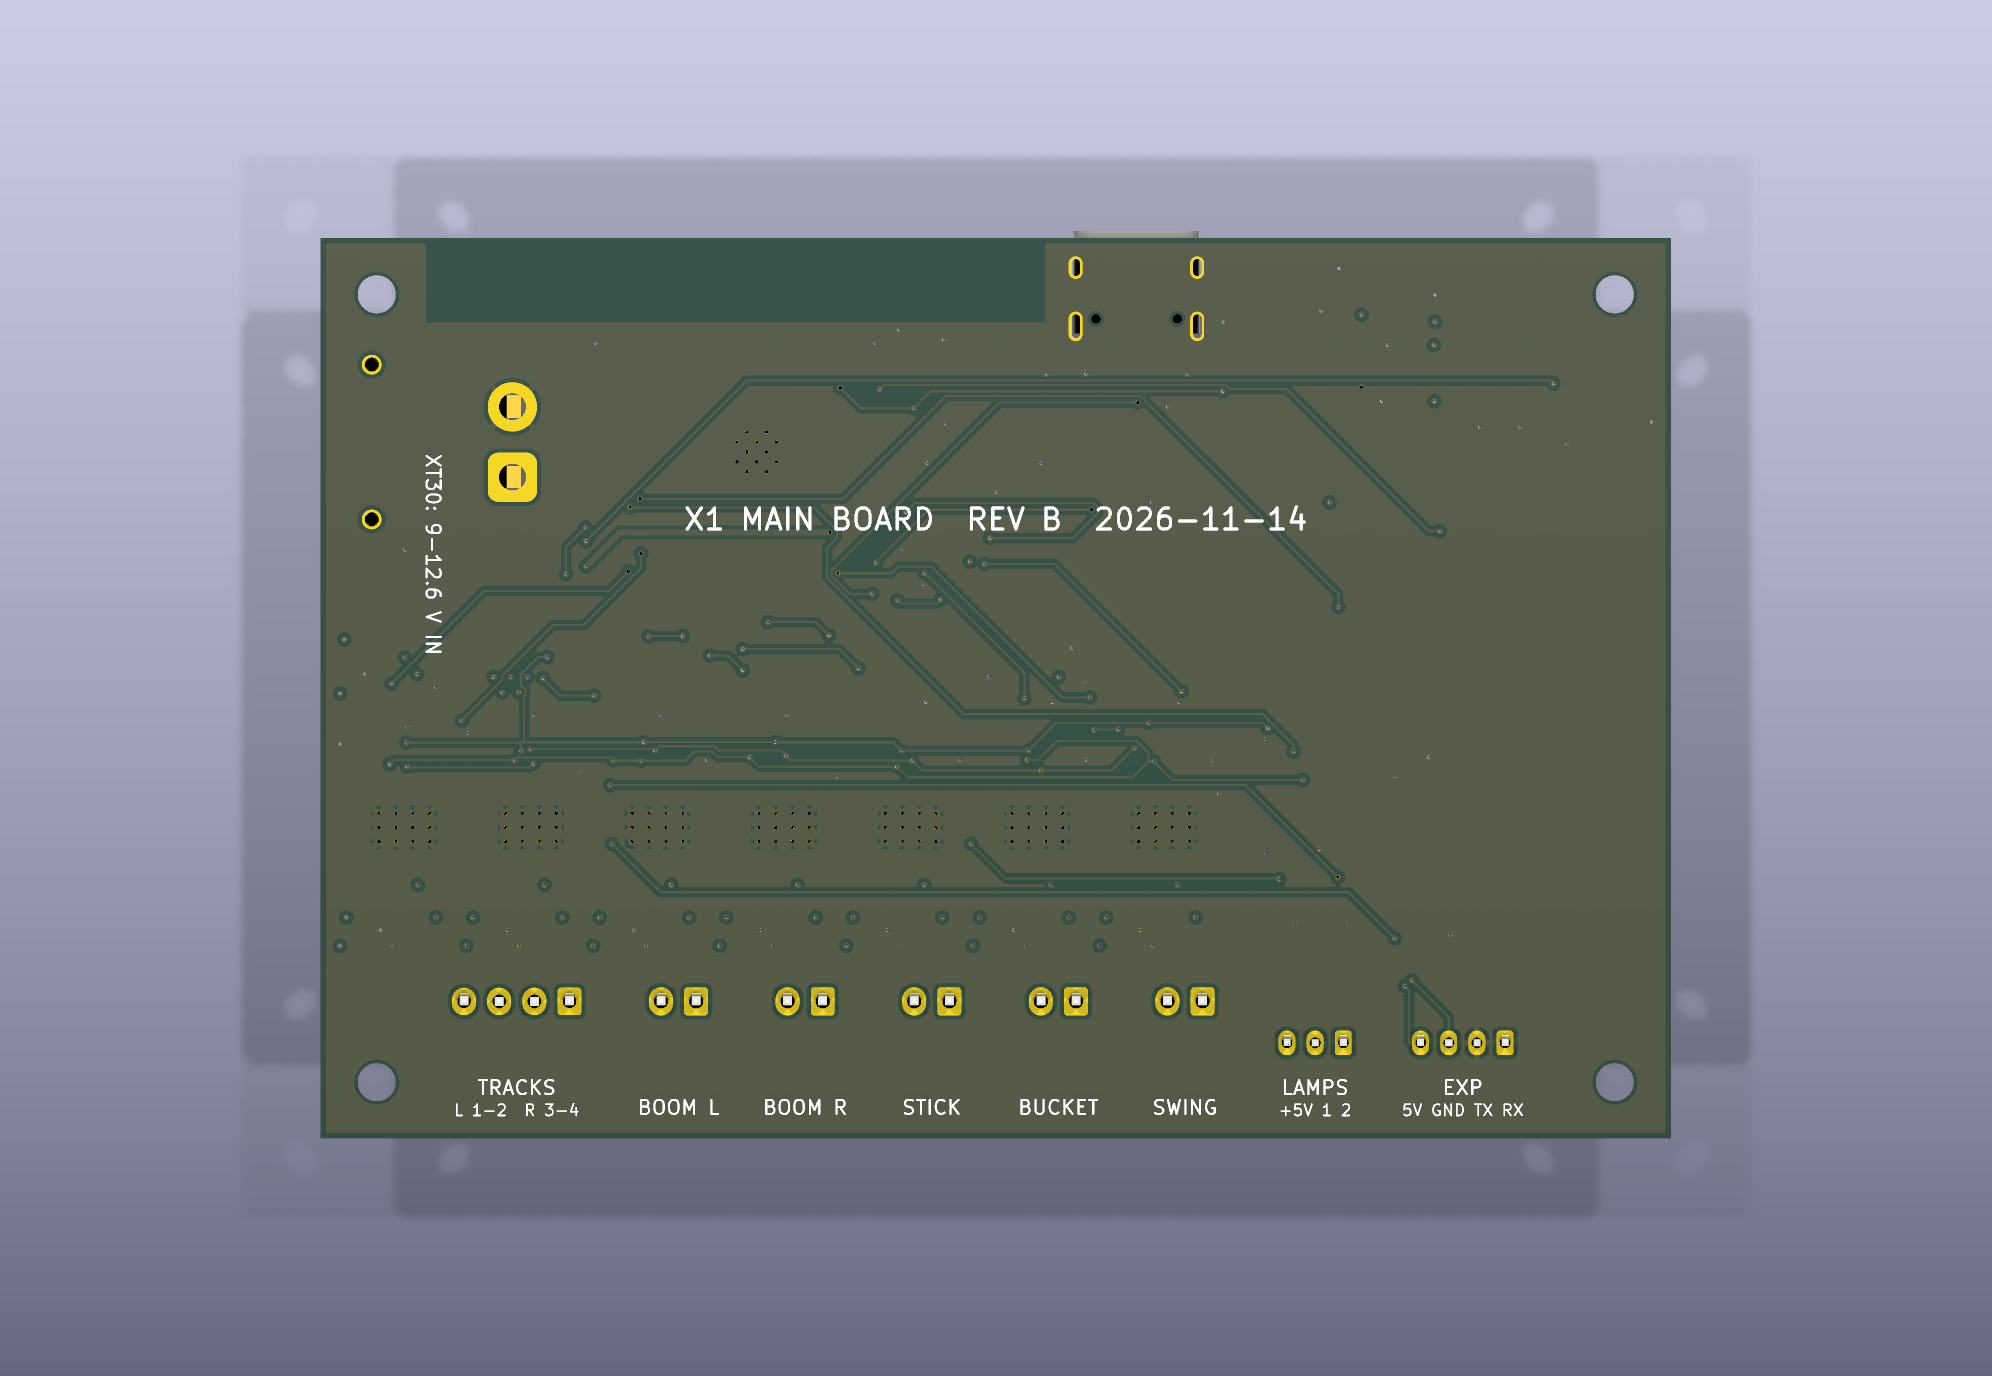 XT30: 9-12.6 V IN
X1 MAIN BOARD REV B 2026-11-14
TRACKS
L 1-2 R 3-4
BOOM L
BOOM R
STICK
BUCKET
SWING
LAMPS
+5V 1 2
EXP
5V GND TX RX